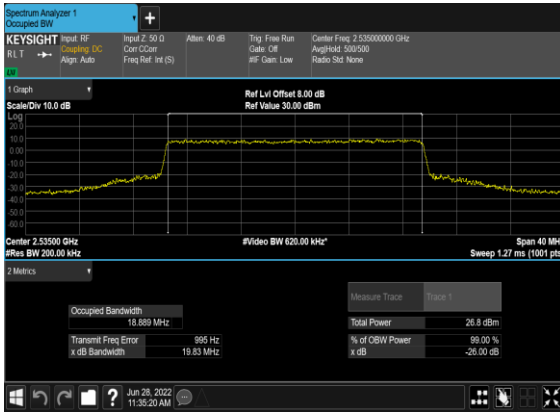 Spectrum Analyzer 1
Occupied BW
+
KEYSIGHT
RLT
LW
Input: RF
Coupling: DC
Align: Auto
Input Z: 50 Ω
Corr CCorr
Freq Ref: Int (S)
Atten: 40 dB
Trig: Free Run
Gate: Off
#IF Gain: Low
Center Freq: 2.535000000 GHz
Avg|Hold: 500/500
Radio Std: None
1 Graph
Scale/Div 10.0 dB
Ref Lvl Offset 8.00 dB
Ref Value 30.00 dBm
Log
20.0
10.0
0.00
-10.0
-20.0
-30.0
-40.0
-50.0
-60.0
Center 2.53500 GHz
#Res BW 200.00 kHz
#Video BW 620.00 kHz*
Span 40 MH
Sweep 1.27 ms (1001 pts
2 Metrics
Measure Trace Trace 1
Occupied Bandwidth
18.889 MHz
Total Power 26.8 dBm
Transmit Freq Error 995 Hz
x dB Bandwidth 19.83 MHz
% of OBW Power 99.00 %
x dB -26.00 dB
?
Jun 28, 2022
11:35:20 AM